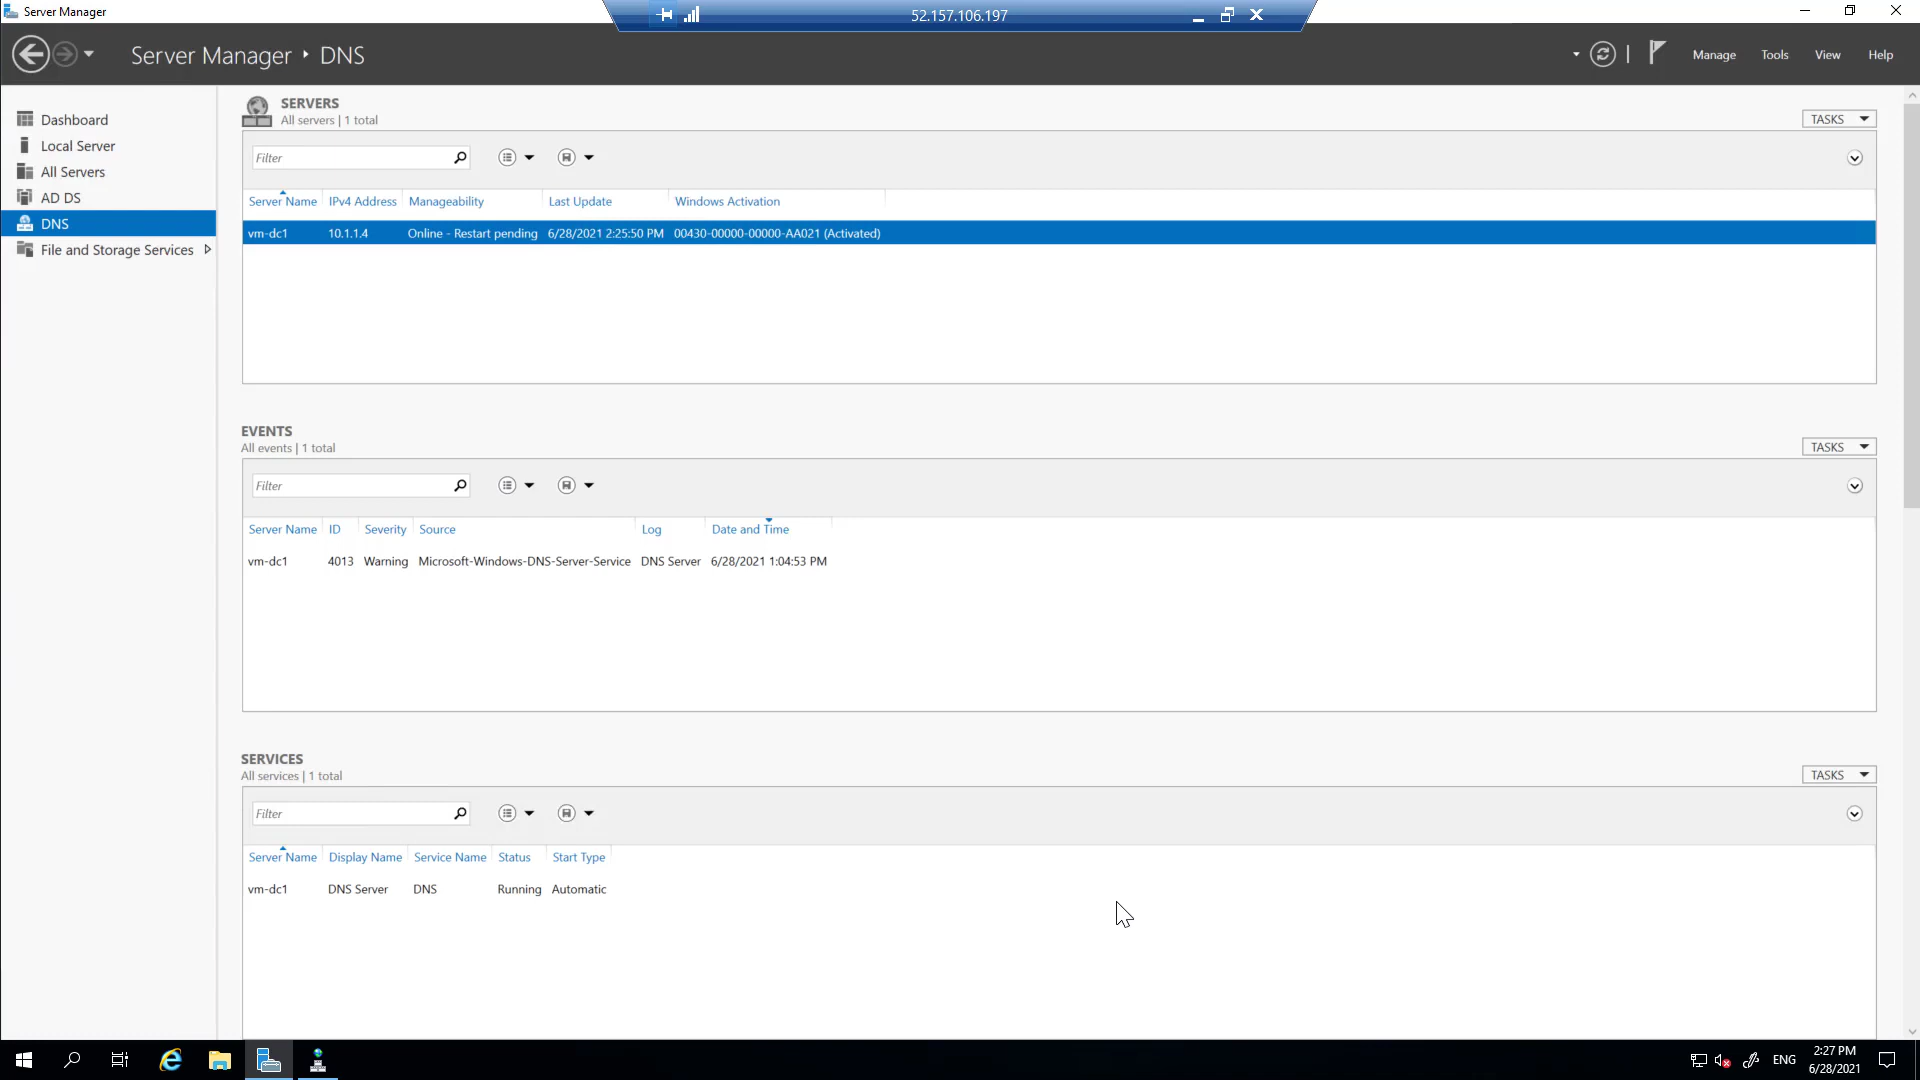 Server Manager
52.157.106.197
Server Manager DNS
Manage Tools View Help
Dashboard
Local Server
All Servers
AD DS
DNS
File and Storage Services
SERVERS
All servers | 1 total
TASKS
Filter
Server Name IPv4 Address Manageability Last Update Windows Activation
vm-dc1 10.1.1.4 Online - Restart pending 6/28/2021 2:25:50 PM 00430-00000-00000-AA021 (Activated)
EVENTS
All events | 1 total
TASKS
Filter
Server Name ID Severity Source Log Date and Time
vm-dc1 4013 Warning Microsoft-Windows-DNS-Server-Service DNS Server 6/28/2021 1:04:53 PM
SERVICES
All services | 1 total
TASKS
Filter
Server Name Display Name Service Name Status Start Type
vm-dc1 DNS Server DNS Running Automatic
ENG
2:27 PM
6/28/2021